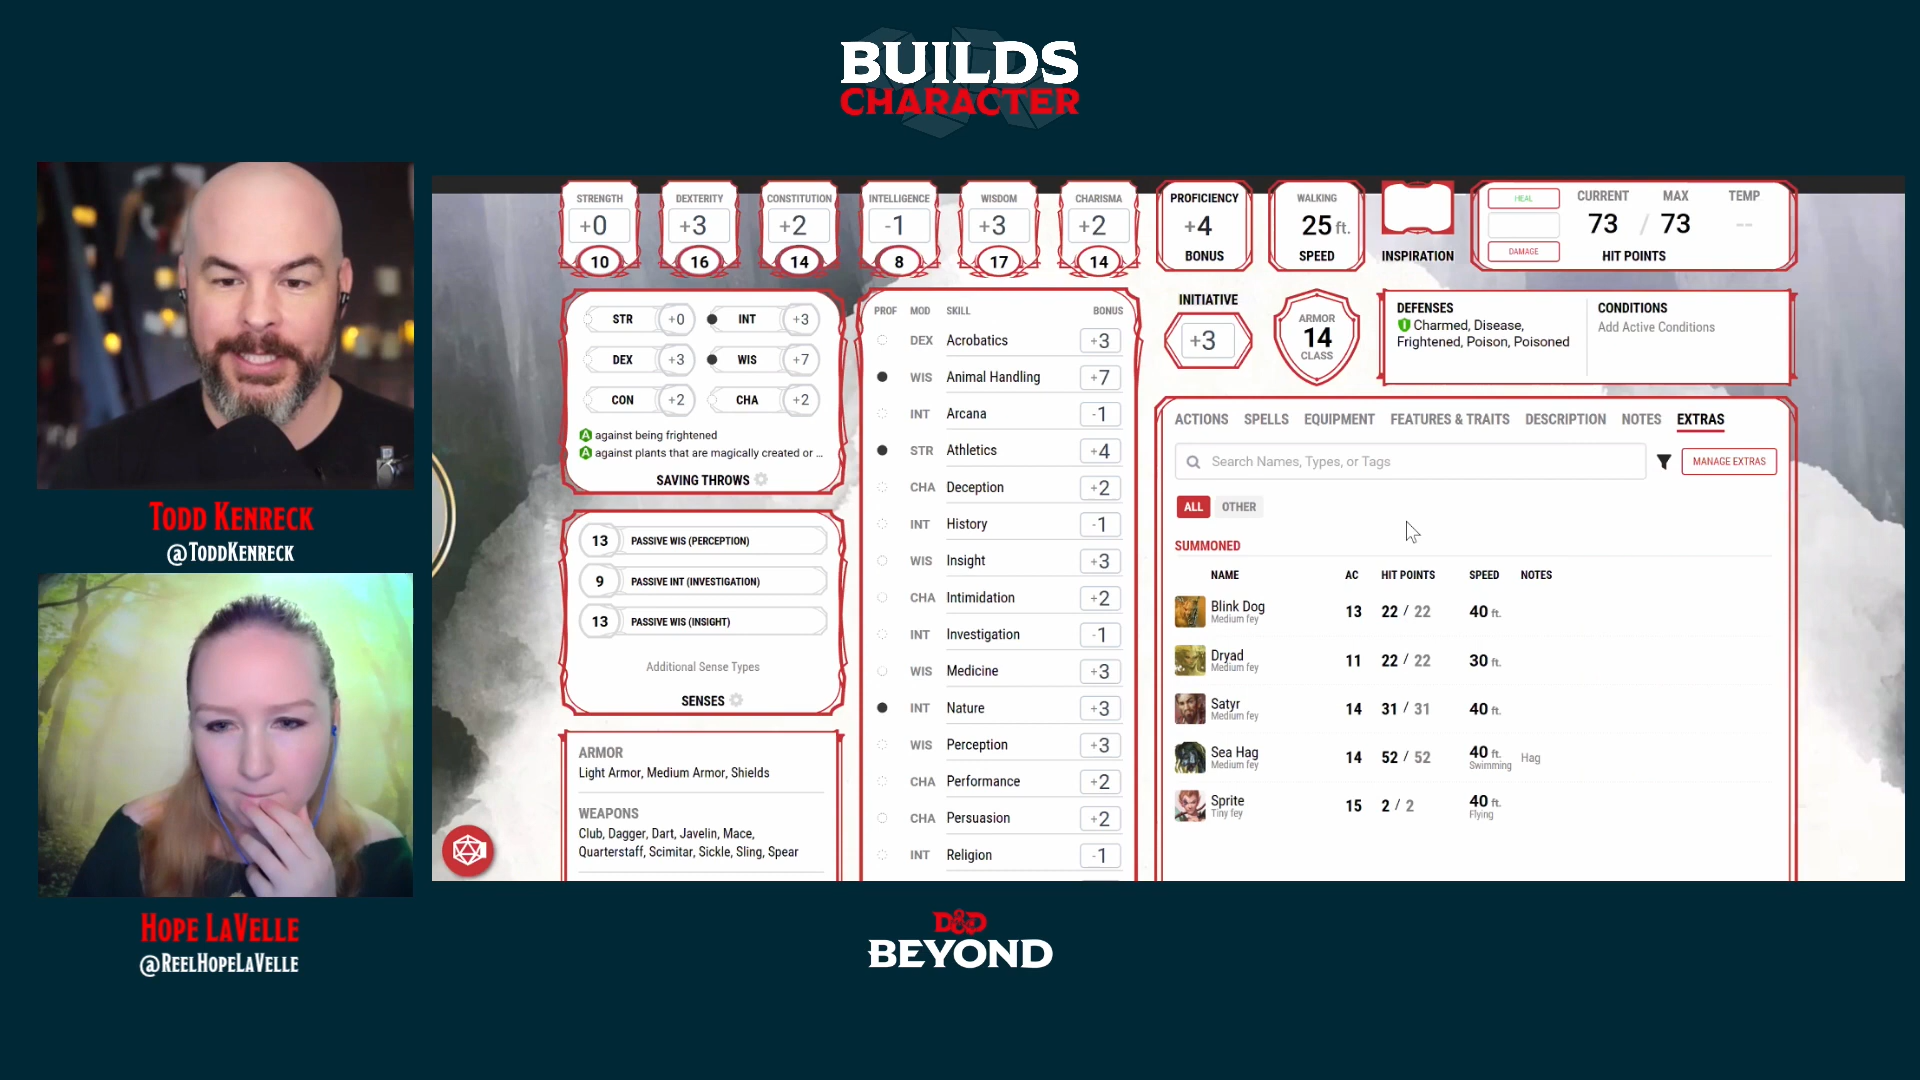 BUILDS
CHARACTER
TODD KENRECK
@TODDKENRECK
HOPE LAVELLE
@REELHOPELAVELLE
STRENGTH
+0
10
DEXTERITY
+3
16
CONSTITUTION
+2
14
INTELLIGENCE
-1
8
WISDOM
+3
17
CHARISMA
+2
14
PROFICIENCY
+4
BONUS
WALKING
25 ft.
SPEED
INSPIRATION
HEAL
DAMAGE
CURRENT MAX TEMP
73 / 73 --
HIT POINTS
STR +0 INT +3
DEX +3 WIS +7
CON +2 CHA +2
A against being frightened
A against plants that are magically created or ...
SAVING THROWS
13 PASSIVE WIS (PERCEPTION)
9 PASSIVE INT (INVESTIGATION)
13 PASSIVE WIS (INSIGHT)
Additional Sense Types
SENSES
ARMOR
Light Armor, Medium Armor, Shields
WEAPONS
Club, Dagger, Dart, Javelin, Mace,
Quarterstaff, Scimitar, Sickle, Sling, Spear
PROF MOD SKILL BONUS
DEX Acrobatics +3
WIS Animal Handling +7
INT Arcana -1
STR Athletics +4
CHA Deception +2
INT History -1
WIS Insight +3
CHA Intimidation +2
INT Investigation -1
WIS Medicine +3
INT Nature +3
WIS Perception +3
CHA Performance +2
CHA Persuasion +2
INT Religion -1
INITIATIVE
+3
ARMOR
14
CLASS
DEFENSES
Charmed, Disease,
Frightened, Poison, Poisoned
CONDITIONS
Add Active Conditions
ACTIONS SPELLS EQUIPMENT FEATURES & TRAITS DESCRIPTION NOTES EXTRAS
Search Names, Types, or Tags
MANAGE EXTRAS
ALL OTHER
SUMMONED
NAME AC HIT POINTS SPEED NOTES
Blink Dog 13 22 / 22 40 ft.
Medium fey
Dryad 11 22 / 22 30 ft.
Medium fey
Satyr 14 31 / 31 40 ft.
Medium fey
Sea Hag 14 52 / 52 40 ft. Hag
Medium fey Swimming
Sprite 15 2 / 2 40 ft.
Tiny fey Flying
D&D
BEYOND